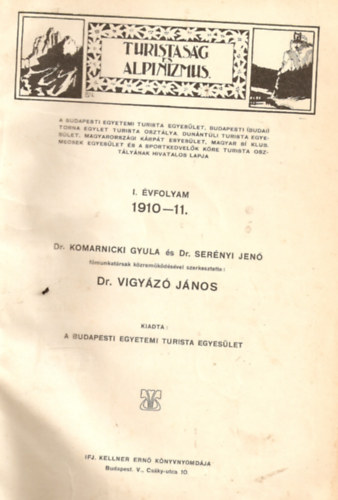 TURISTASÁG
ÉS
ALPINIZMUS
A BUDAPESTI EGYETEMI TURISTA EGYESÜLET, BUDAPESTI (BUDAI)
TORNA EGYLET TURISTA OSZTÁLYA, DUNÁNTÚLI TURISTA EGYE-
SÜLET, MAGYARORSZÁGI KÁRPÁT EGYESÜLET, MAGYAR SÍ KLUB,
MECSEK EGYESÜLET ÉS A SPORTKEDVELŐK KÖRE TURISTA OSZ-
TÁLYÁNAK HIVATALOS LAPJA
I. ÉVFOLYAM
1910—11.
Dr. KOMARNICKI GYULA és Dr. SERÉNYI JENŐ
főmunkatársak közreműködésével szerkesztette:
Dr. VIGYÁZÓ JÁNOS
KIADTA:
A BUDAPESTI EGYETEMI TURISTA EGYESÜLET
IFJ. KELLNER ERNŐ KÖNYVNYOMDÁJA
Budapest, V., Csáky-utca 10.